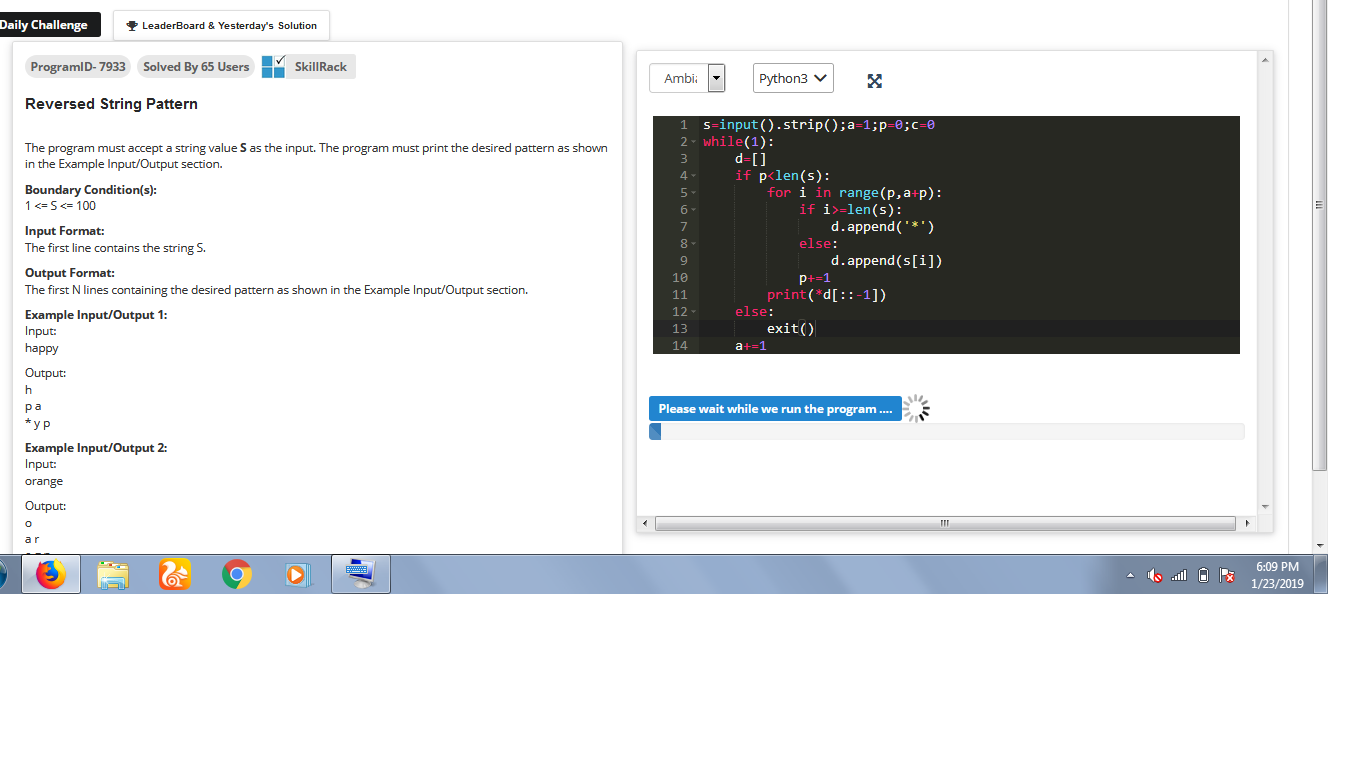 Daily Challenge
LeaderBoard & Yesterday's Solution
ProgramID- 7933
Solved By 65 Users
SkillRack
Reversed String Pattern
The program must accept a string value S as the input. The program must print the desired pattern as shown
in the Example Input/Output section.
Boundary Condition(s):
1 <= S <= 100
Input Format:
The first line contains the string S.
Output Format:
The first N lines containing the desired pattern as shown in the Example Input/Output section.
Example Input/Output 1:
Input:
happy
Output:
h
p a
* y p
Example Input/Output 2:
Input:
orange
Output:
o
a r
Ambi
Python3
1 s=input().strip();a=1;p=0;c=0
2 while(1):
3 d=[]
4 if p<len(s):
5 for i in range(p,a+p):
6 if i>=len(s):
7 d.append('*')
8 else:
9 d.append(s[i])
10 p+=1
11 print(*d[::-1])
12 else:
13 exit()
14 a+=1
Please wait while we run the program ....
6:09 PM
1/23/2019